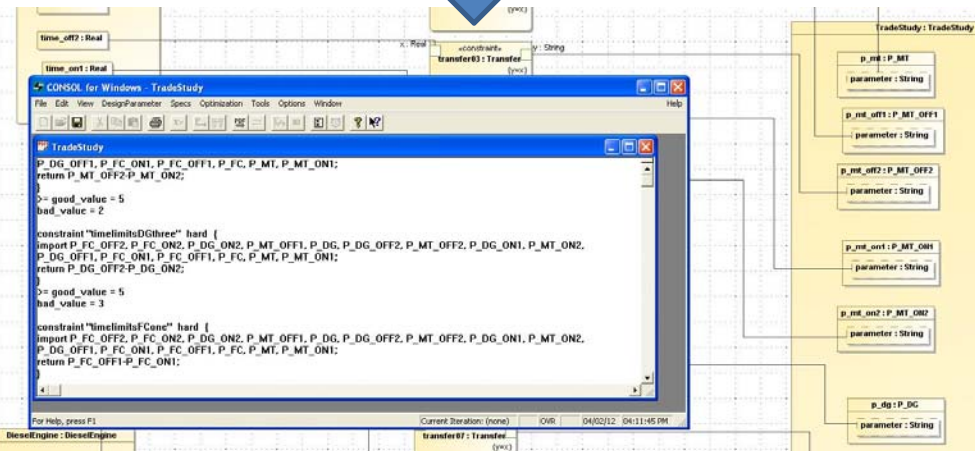 (y=x)
time_off2 : Real
time_on1 : Real
x : Real
«constraint»
transfer03 : Transfer
(y=x)
y : String
TradeStudy : TradeStudy
p_mt : P_MT
parameter : String
p_mt_off1 : P_MT_OFF1
parameter : String
p_mt_off2 : P_MT_OFF2
parameter : String
p_mt_on1 : P_MT_ON1
parameter : String
p_mt_on2 : P_MT_ON2
parameter : String
p_dg : P_DG
parameter : String
CONSOL for Windows - TradeStudy
File Edit View DesignParameter Specs Optimization Tools Options Window Help
TradeStudy
P_DG_OFF1, P_FC_ON1, P_FC_OFF1, P_FC, P_MT, P_MT_ON1;
return P_MT_OFF2-P_MT_ON2;
}
>= good_value = 5
bad_value = 2
constraint "timelimitsDGthree" hard {
import P_FC_OFF2, P_FC_ON2, P_DG_ON2, P_MT_OFF1, P_DG, P_DG_OFF2, P_MT_OFF2, P_DG_ON1, P_MT_ON2,
P_DG_OFF1, P_FC_ON1, P_FC_OFF1, P_FC, P_MT, P_MT_ON1;
return P_DG_OFF2-P_DG_ON2;
}
>= good_value = 5
bad_value = 3
constraint "timelimitsFCone" hard {
import P_FC_OFF2, P_FC_ON2, P_DG_ON2, P_MT_OFF1, P_DG, P_DG_OFF2, P_MT_OFF2, P_DG_ON1, P_MT_ON2,
P_DG_OFF1, P_FC_ON1, P_FC_OFF1, P_FC, P_MT, P_MT_ON1;
return P_FC_OFF1-P_FC_ON1;
}
For Help, press F1
Current Iteration: (none) OVR 04/02/12 04:11:45 PM
DieselEngine : DieselEngine
transfer07 : Transfer
(y=x)